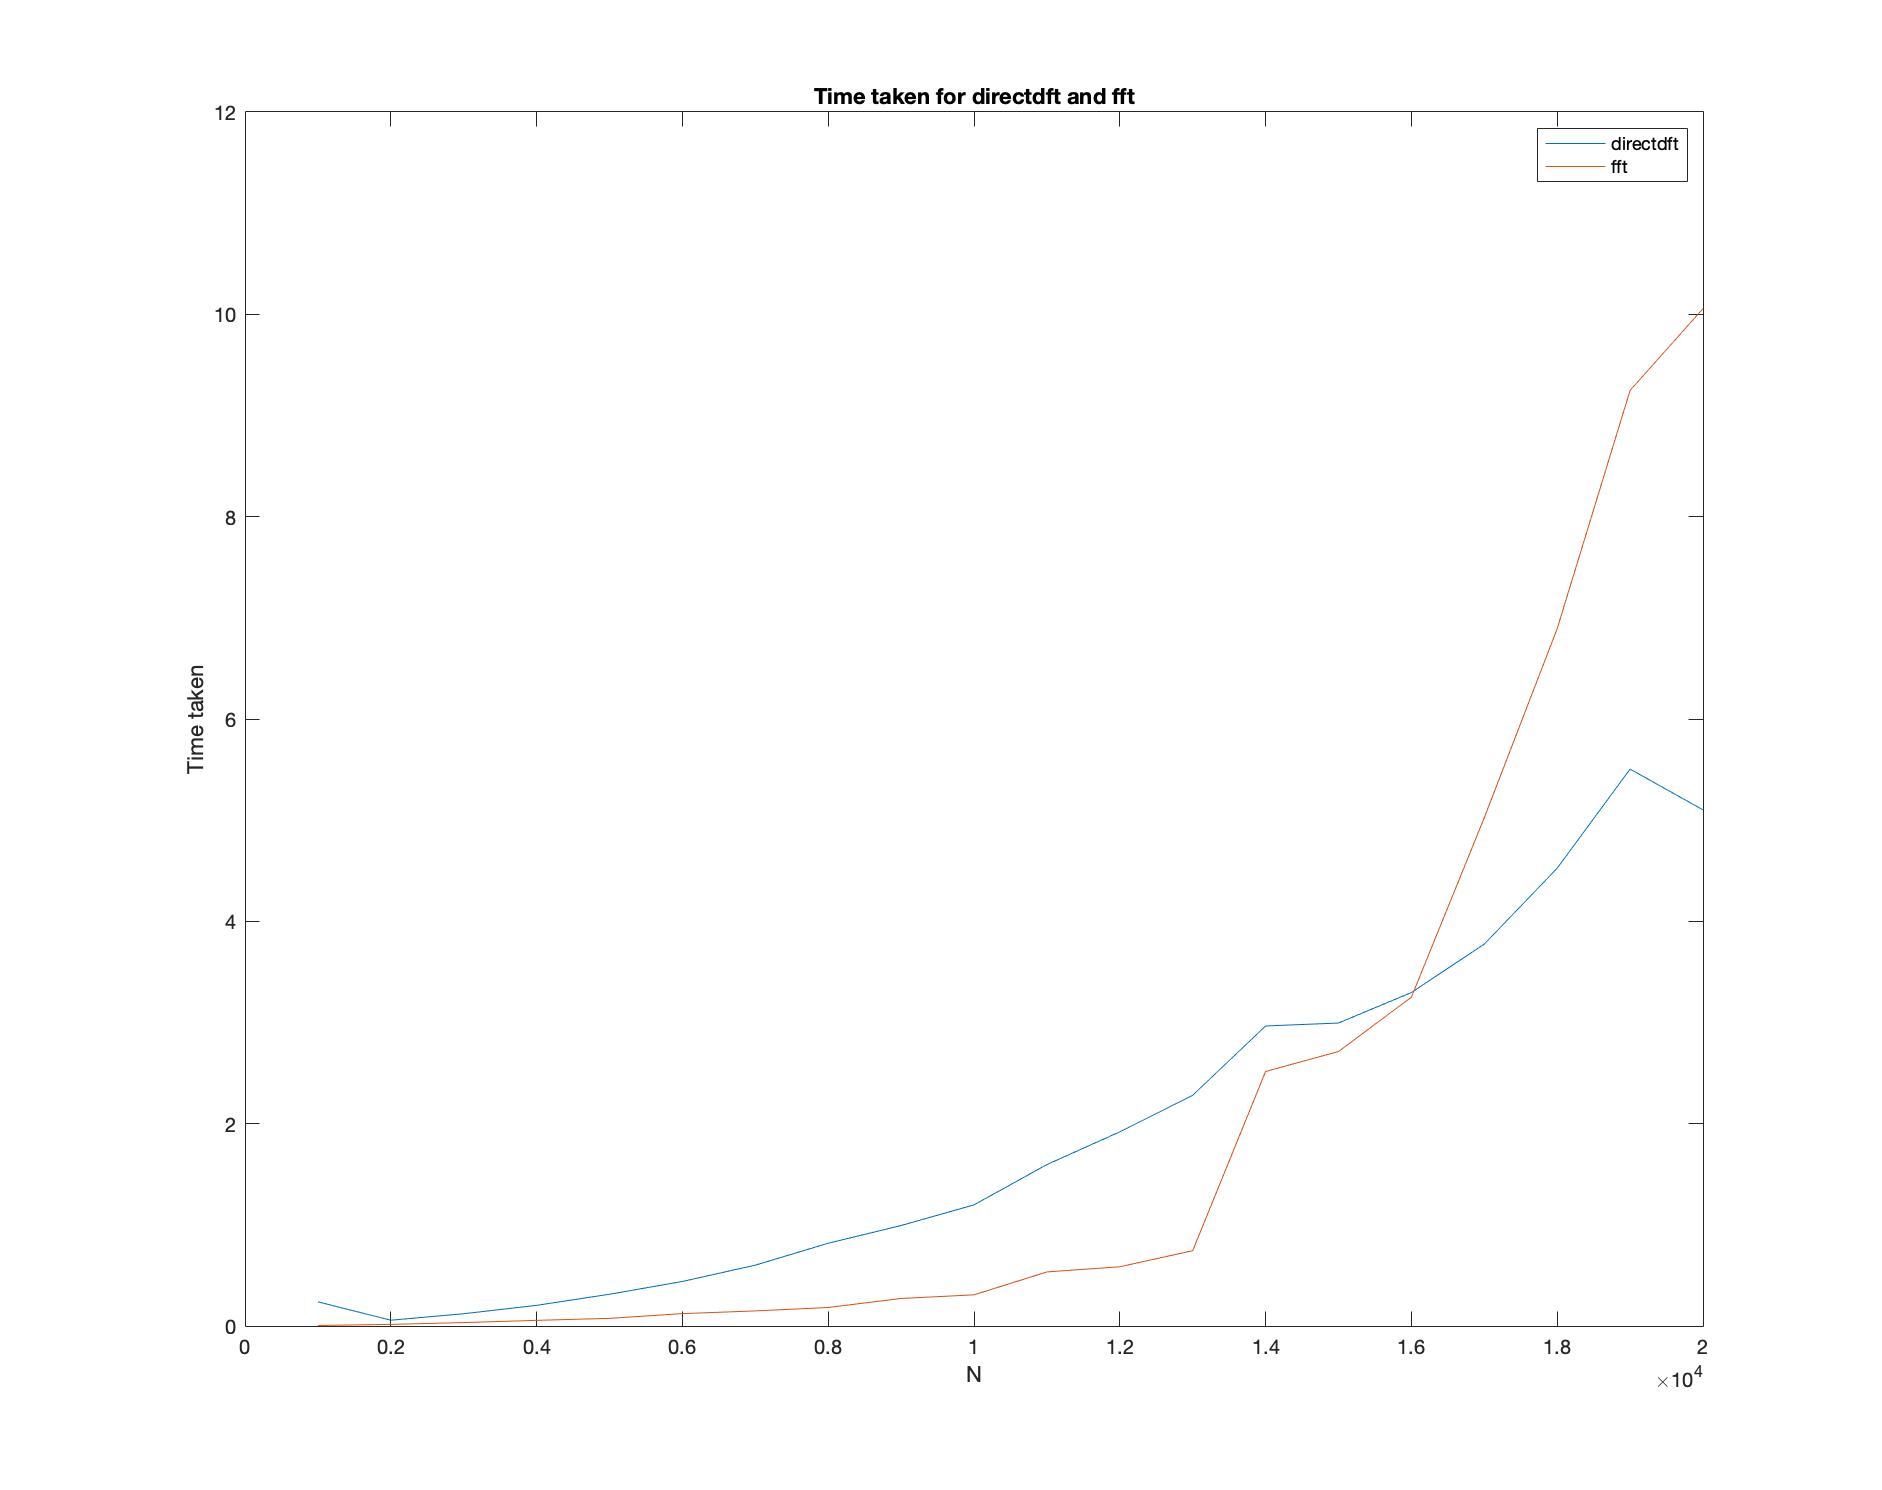 Time taken for directdft and fft
12
10
8
6
4
2
0
Time taken
directdft
fft
0 0.2 0.4 0.6 0.8 1 1.2 1.4 1.6 1.8 2
N
×10⁴